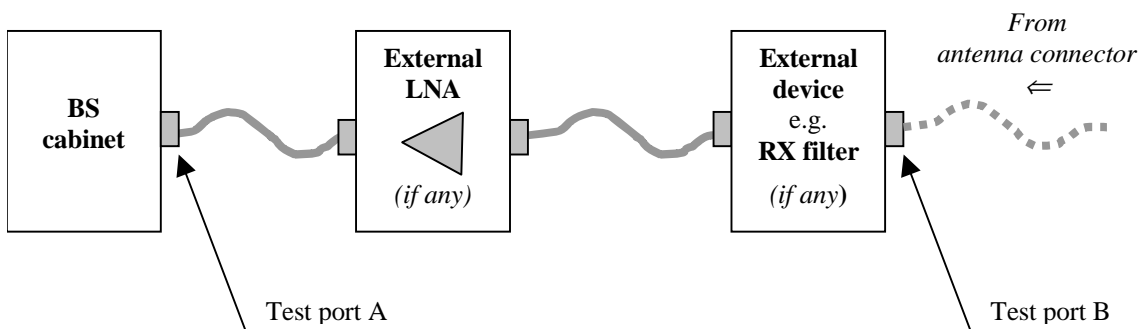 BS
cabinet
External
LNA
(if any)
External
device
e.g.
RX filter
(if any)
From
antenna connector
⇐
Test port A
Test port B